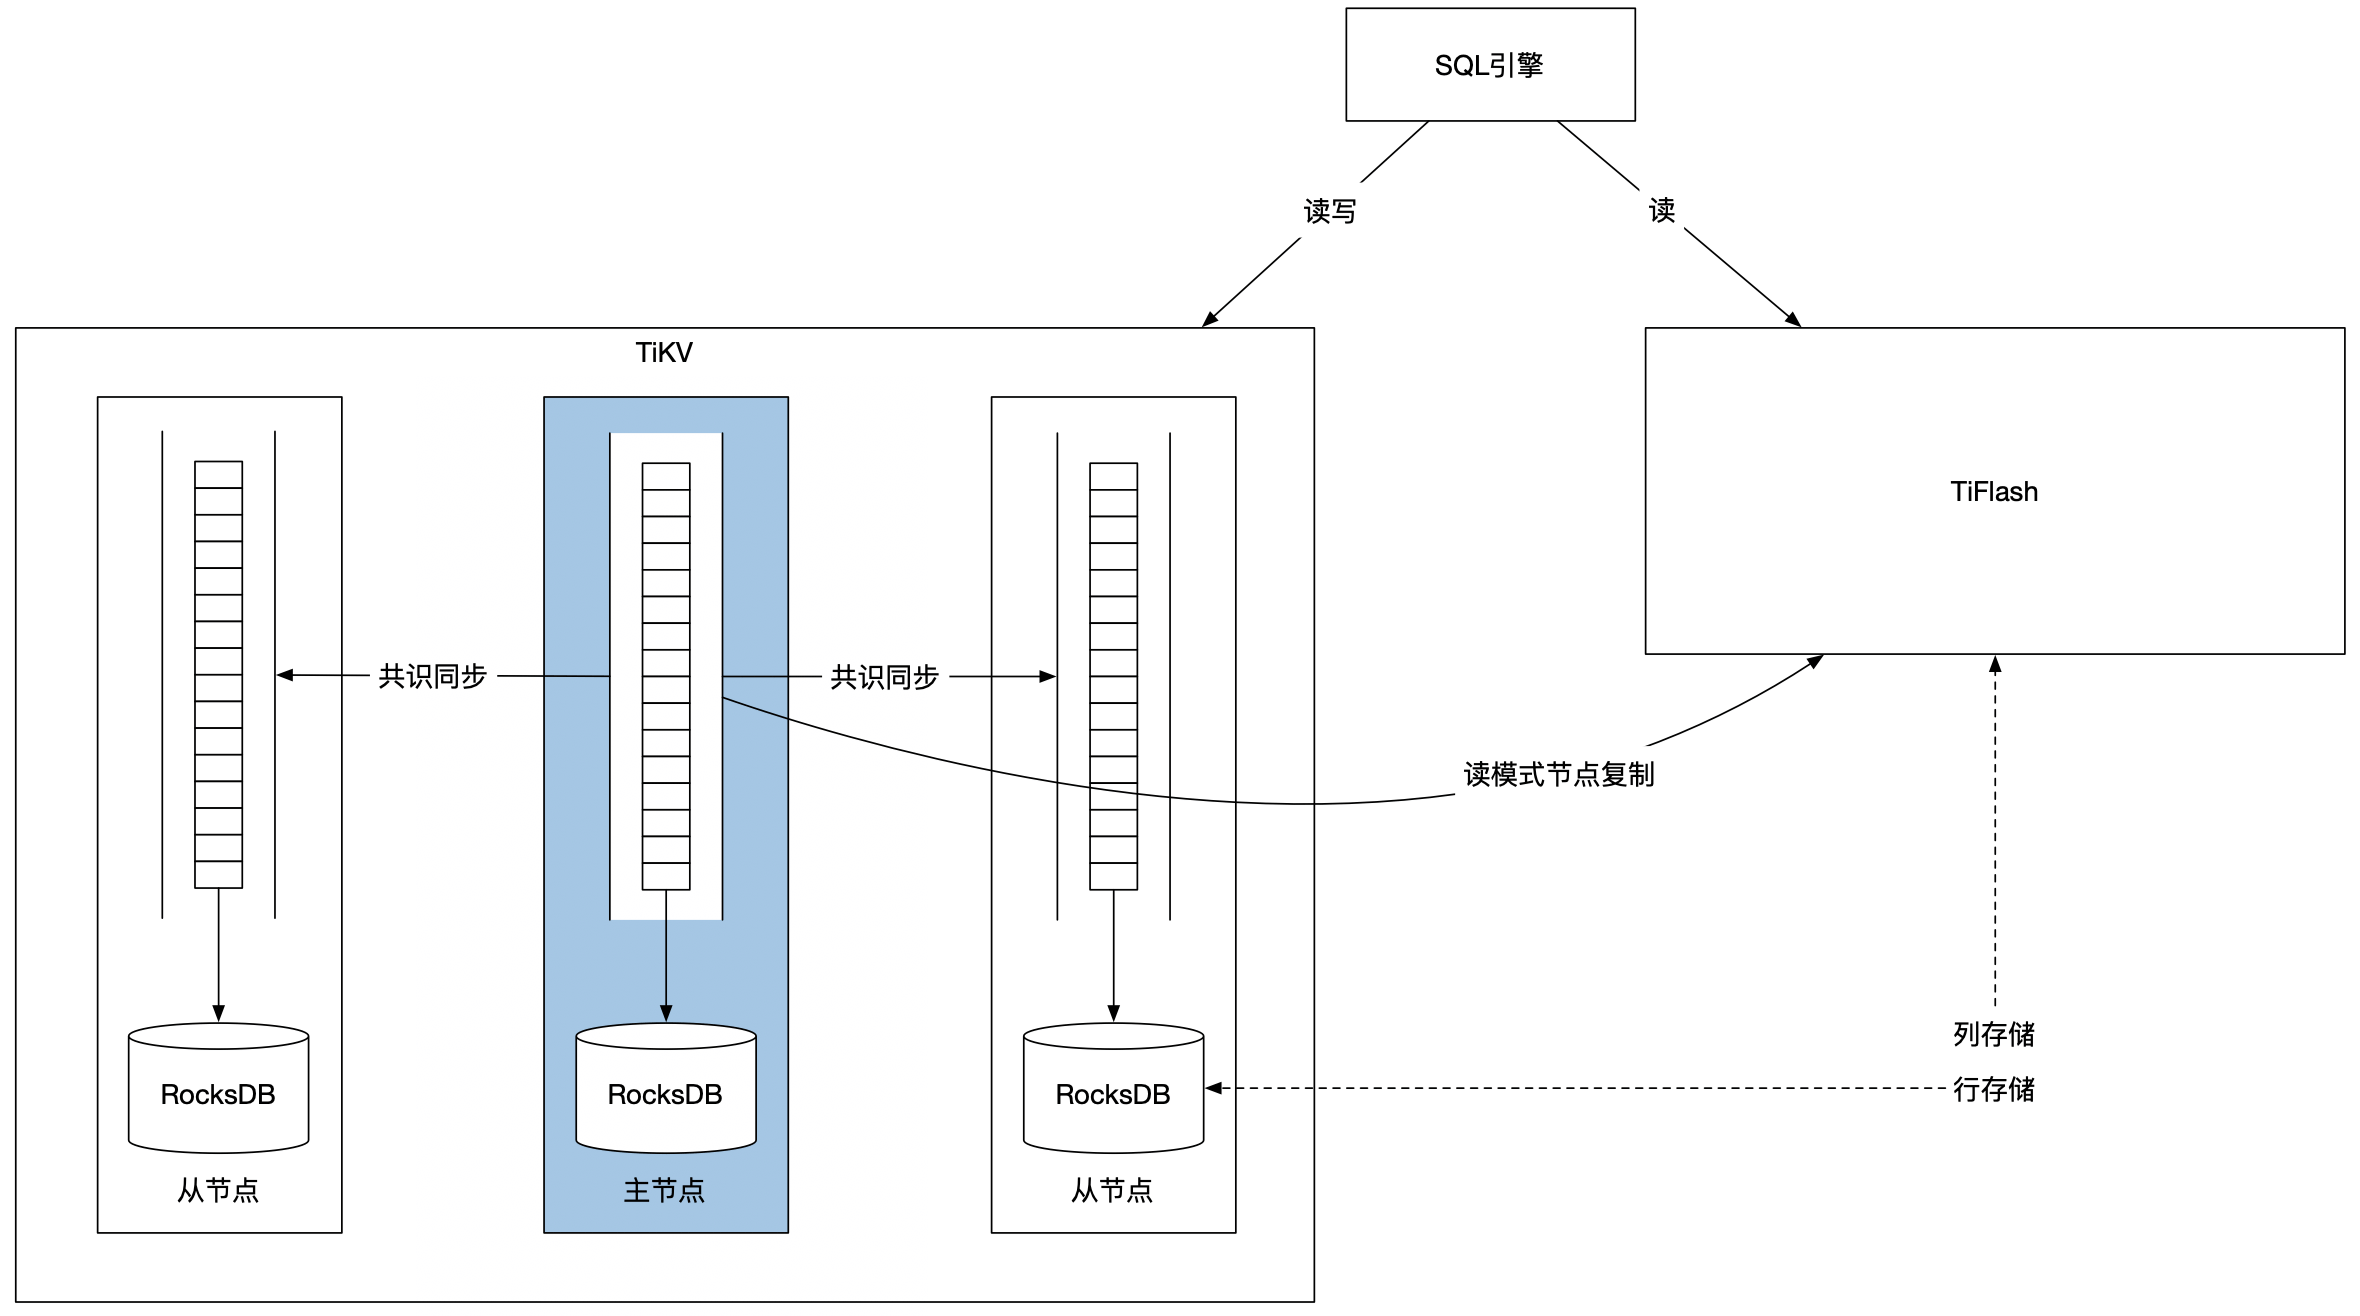 SQL引擎
读写
读
TiKV
TiFlash
共识同步
共识同步
读模式节点复制
列存储
行存储
RocksDB
RocksDB
RocksDB
从节点
主节点
从节点